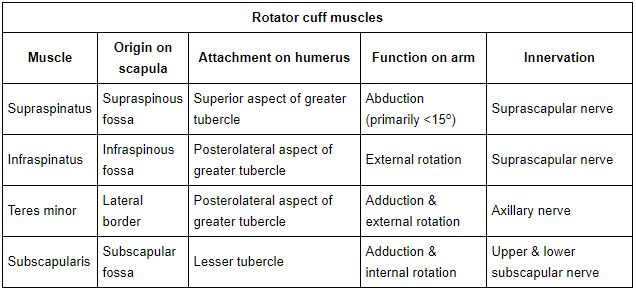 Rotator cuff muscles
Muscle
Origin on
scapula
Attachment on humerus
Function on arm
Innervation
Supraspinatus
Supraspinous
fossa
Superior aspect of greater
tubercle
Abduction
(primarily <15º)
Suprascapular nerve
Infraspinatus
Infraspinous
fossa
Posterolateral aspect of
greater tubercle
External rotation
Suprascapular nerve
Teres minor
Lateral
border
Posterolateral aspect of
greater tubercle
Adduction &
external rotation
Axillary nerve
Subscapularis
Subscapular
fossa
Lesser tubercle
Adduction &
internal rotation
Upper & lower
subscapular nerve